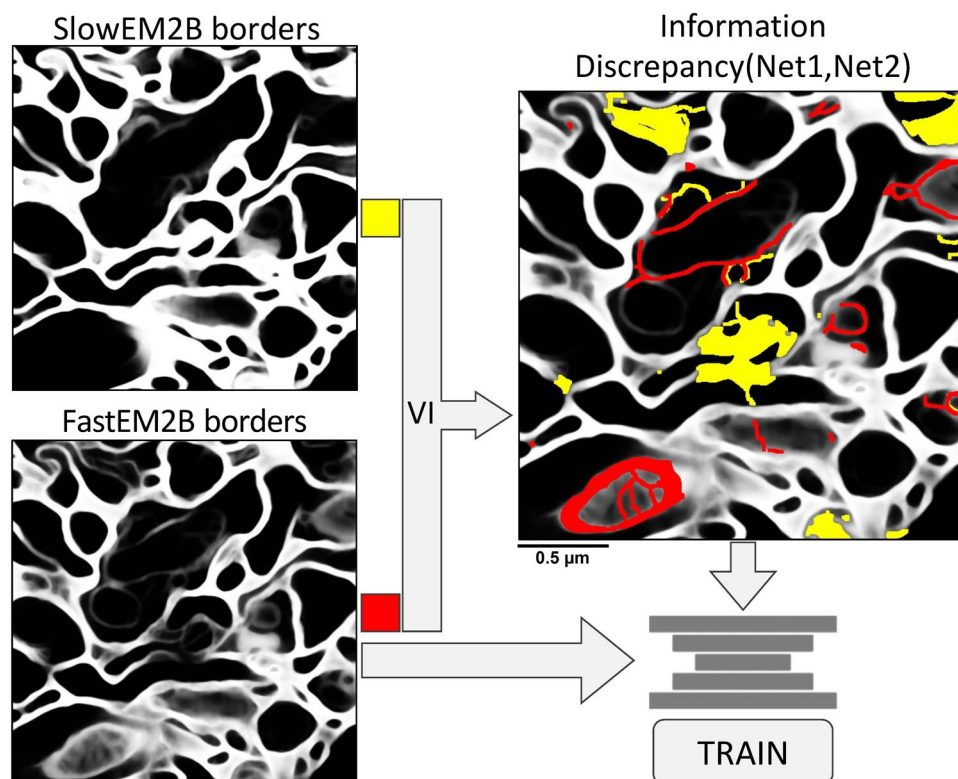 SlowEM2B borders
Information
Discrepancy(Net1,Net2)
VI
FastEM2B borders
0.5 µm
TRAIN